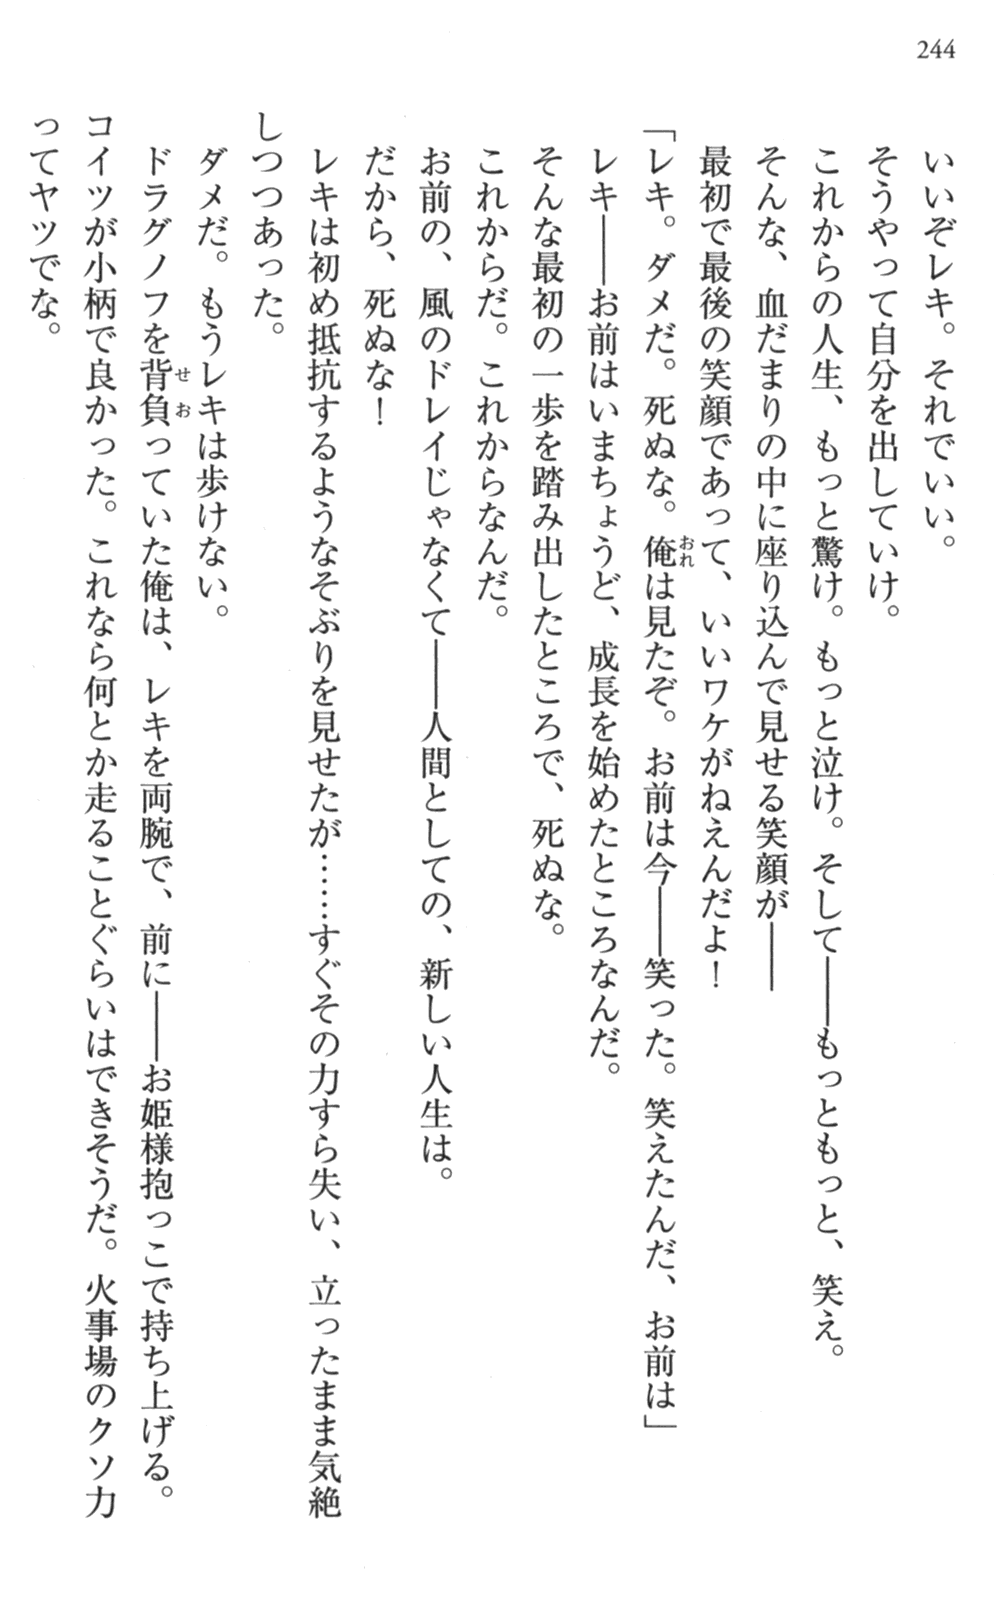 244
いいぞレキ。それでいい。
そうやって自分を出していけ。
これからの人生、もっと驚け。もっと泣け。そして――もっともっと、笑え。
そんな、血だまりの中に座り込んで見せる笑顔が――
最初で最後の笑顔であって、いいワケがねえんだよ！
「レキ。ダメだ。死ぬな。俺は見たぞ。お前は今――笑った。笑えたんだ、お前は」
レキ――お前はいまちょうど、成長を始めたところなんだ。
そんな最初の一歩を踏み出したところで、死ぬな。
これからだ。これからなんだ。
お前の、風のドレイじゃなくて――人間としての、新しい人生は。
だから、死ぬな！
レキは初め抵抗するようなそぶりを見せたが……すぐその力すら失い、立ったまま気絶
しつつあった。
ダメだ。もうレキは歩けない。
ドラグノフを背負っていた俺は、レキを両腕で、前に――お姫様抱っこで持ち上げる。
コイツが小柄で良かった。これなら何とか走ることぐらいはできそうだ。火事場のクソ力
ってヤツでな。